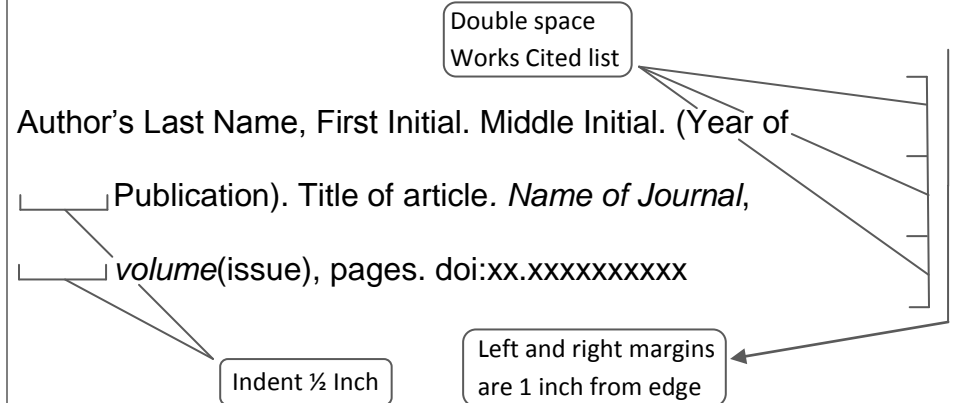 Double space
Works Cited list
Author’s Last Name, First Initial. Middle Initial. (Year of
Publication). Title of article. Name of Journal,
volume(issue), pages. doi:xx.xxxxxxxxxx
Indent ½ Inch
Left and right margins
are 1 inch from edge